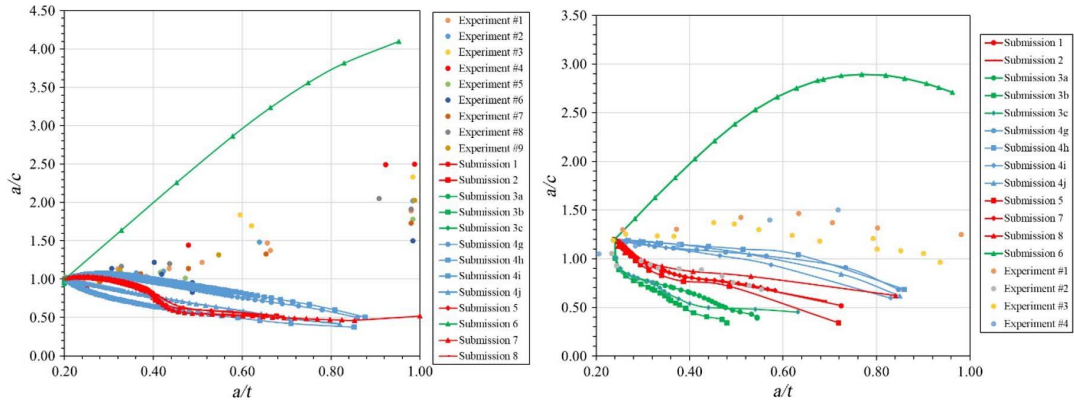 4.50
4.00
3.50
3.00
2.50
2.00
1.50
1.00
0.50
0.00
a/c
0.20
0.40
0.60
0.80
1.00
a/t
Experiment #1
Experiment #2
Experiment #3
Experiment #4
Experiment #5
Experiment #6
Experiment #7
Experiment #8
Experiment #9
Submission 1
Submission 2
Submission 3a
Submission 3b
Submission 3c
Submission 4g
Submission 4h
Submission 4i
Submission 4j
Submission 5
Submission 6
Submission 7
Submission 8
3.50
3.00
2.50
2.00
1.50
1.00
0.50
0.00
a/c
0.20
0.40
0.60
0.80
1.00
a/t
Submission 1
Submission 2
Submission 3a
Submission 3b
Submission 3c
Submission 4g
Submission 4h
Submission 4i
Submission 4j
Submission 5
Submission 7
Submission 8
Submission 6
Experiment #1
Experiment #2
Experiment #3
Experiment #4